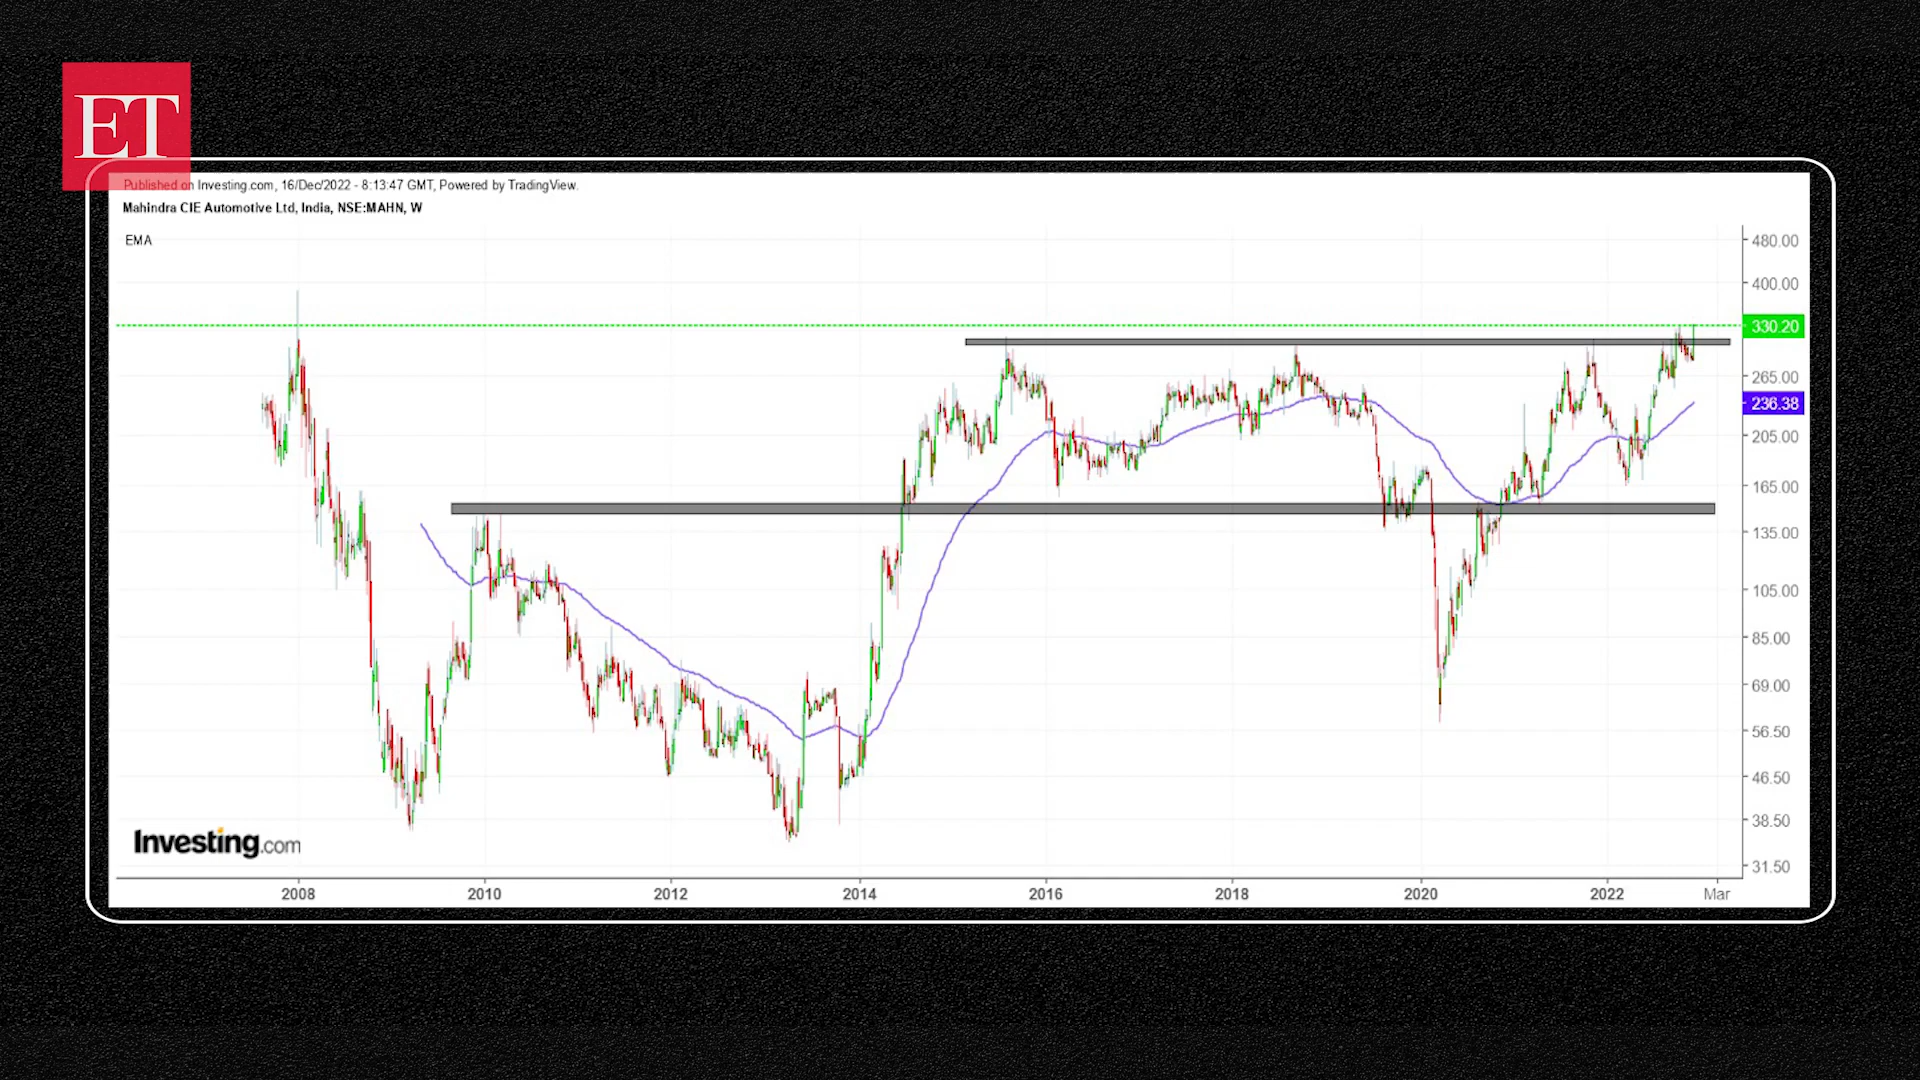 ET
Published on Investing.com, 16/Dec/2022 - 8:13:47 GMT, Powered by TradingView.
Mahindra CIE Automotive Ltd, India, NSE:MAHN, W
EMA
480.00
400.00
330.20
265.00
236.38
205.00
165.00
135.00
105.00
85.00
69.00
56.50
46.50
38.50
31.50
Investing.com
2008 2010 2012 2014 2016 2018 2020 2022 Mar